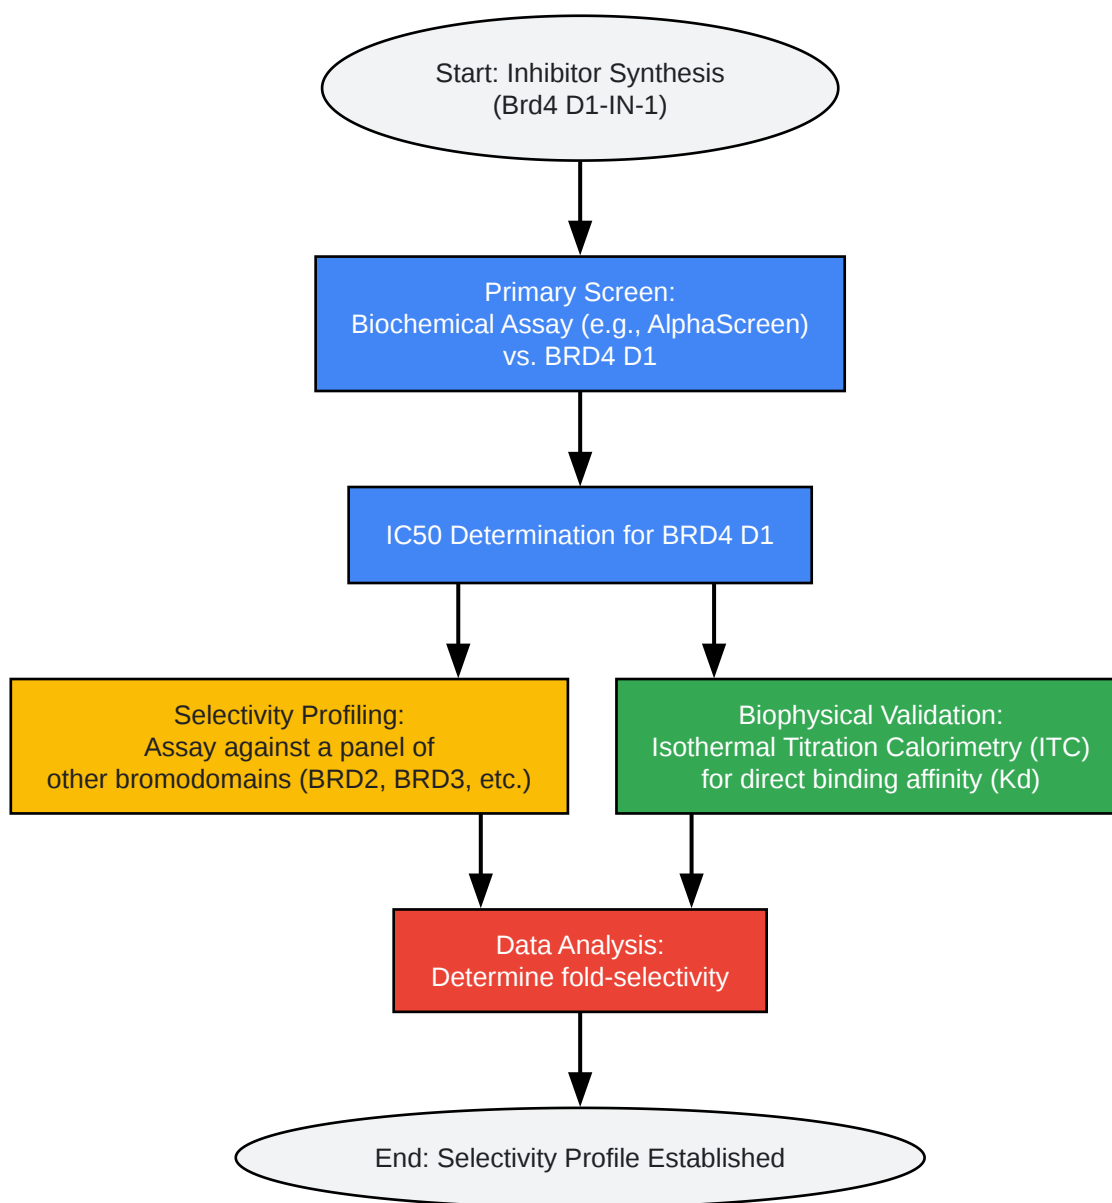 Start: Inhibitor Synthesis
(Brd4 D1-IN-1)
Primary Screen:
Biochemical Assay (e.g., AlphaScreen)
vs. BRD4 D1
IC50 Determination for BRD4 D1
Selectivity Profiling:
Assay against a panel of
other bromodomains (BRD2, BRD3, etc.)
Biophysical Validation:
Isothermal Titration Calorimetry (ITC)
for direct binding affinity (Kd)
Data Analysis:
Determine fold-selectivity
End: Selectivity Profile Established